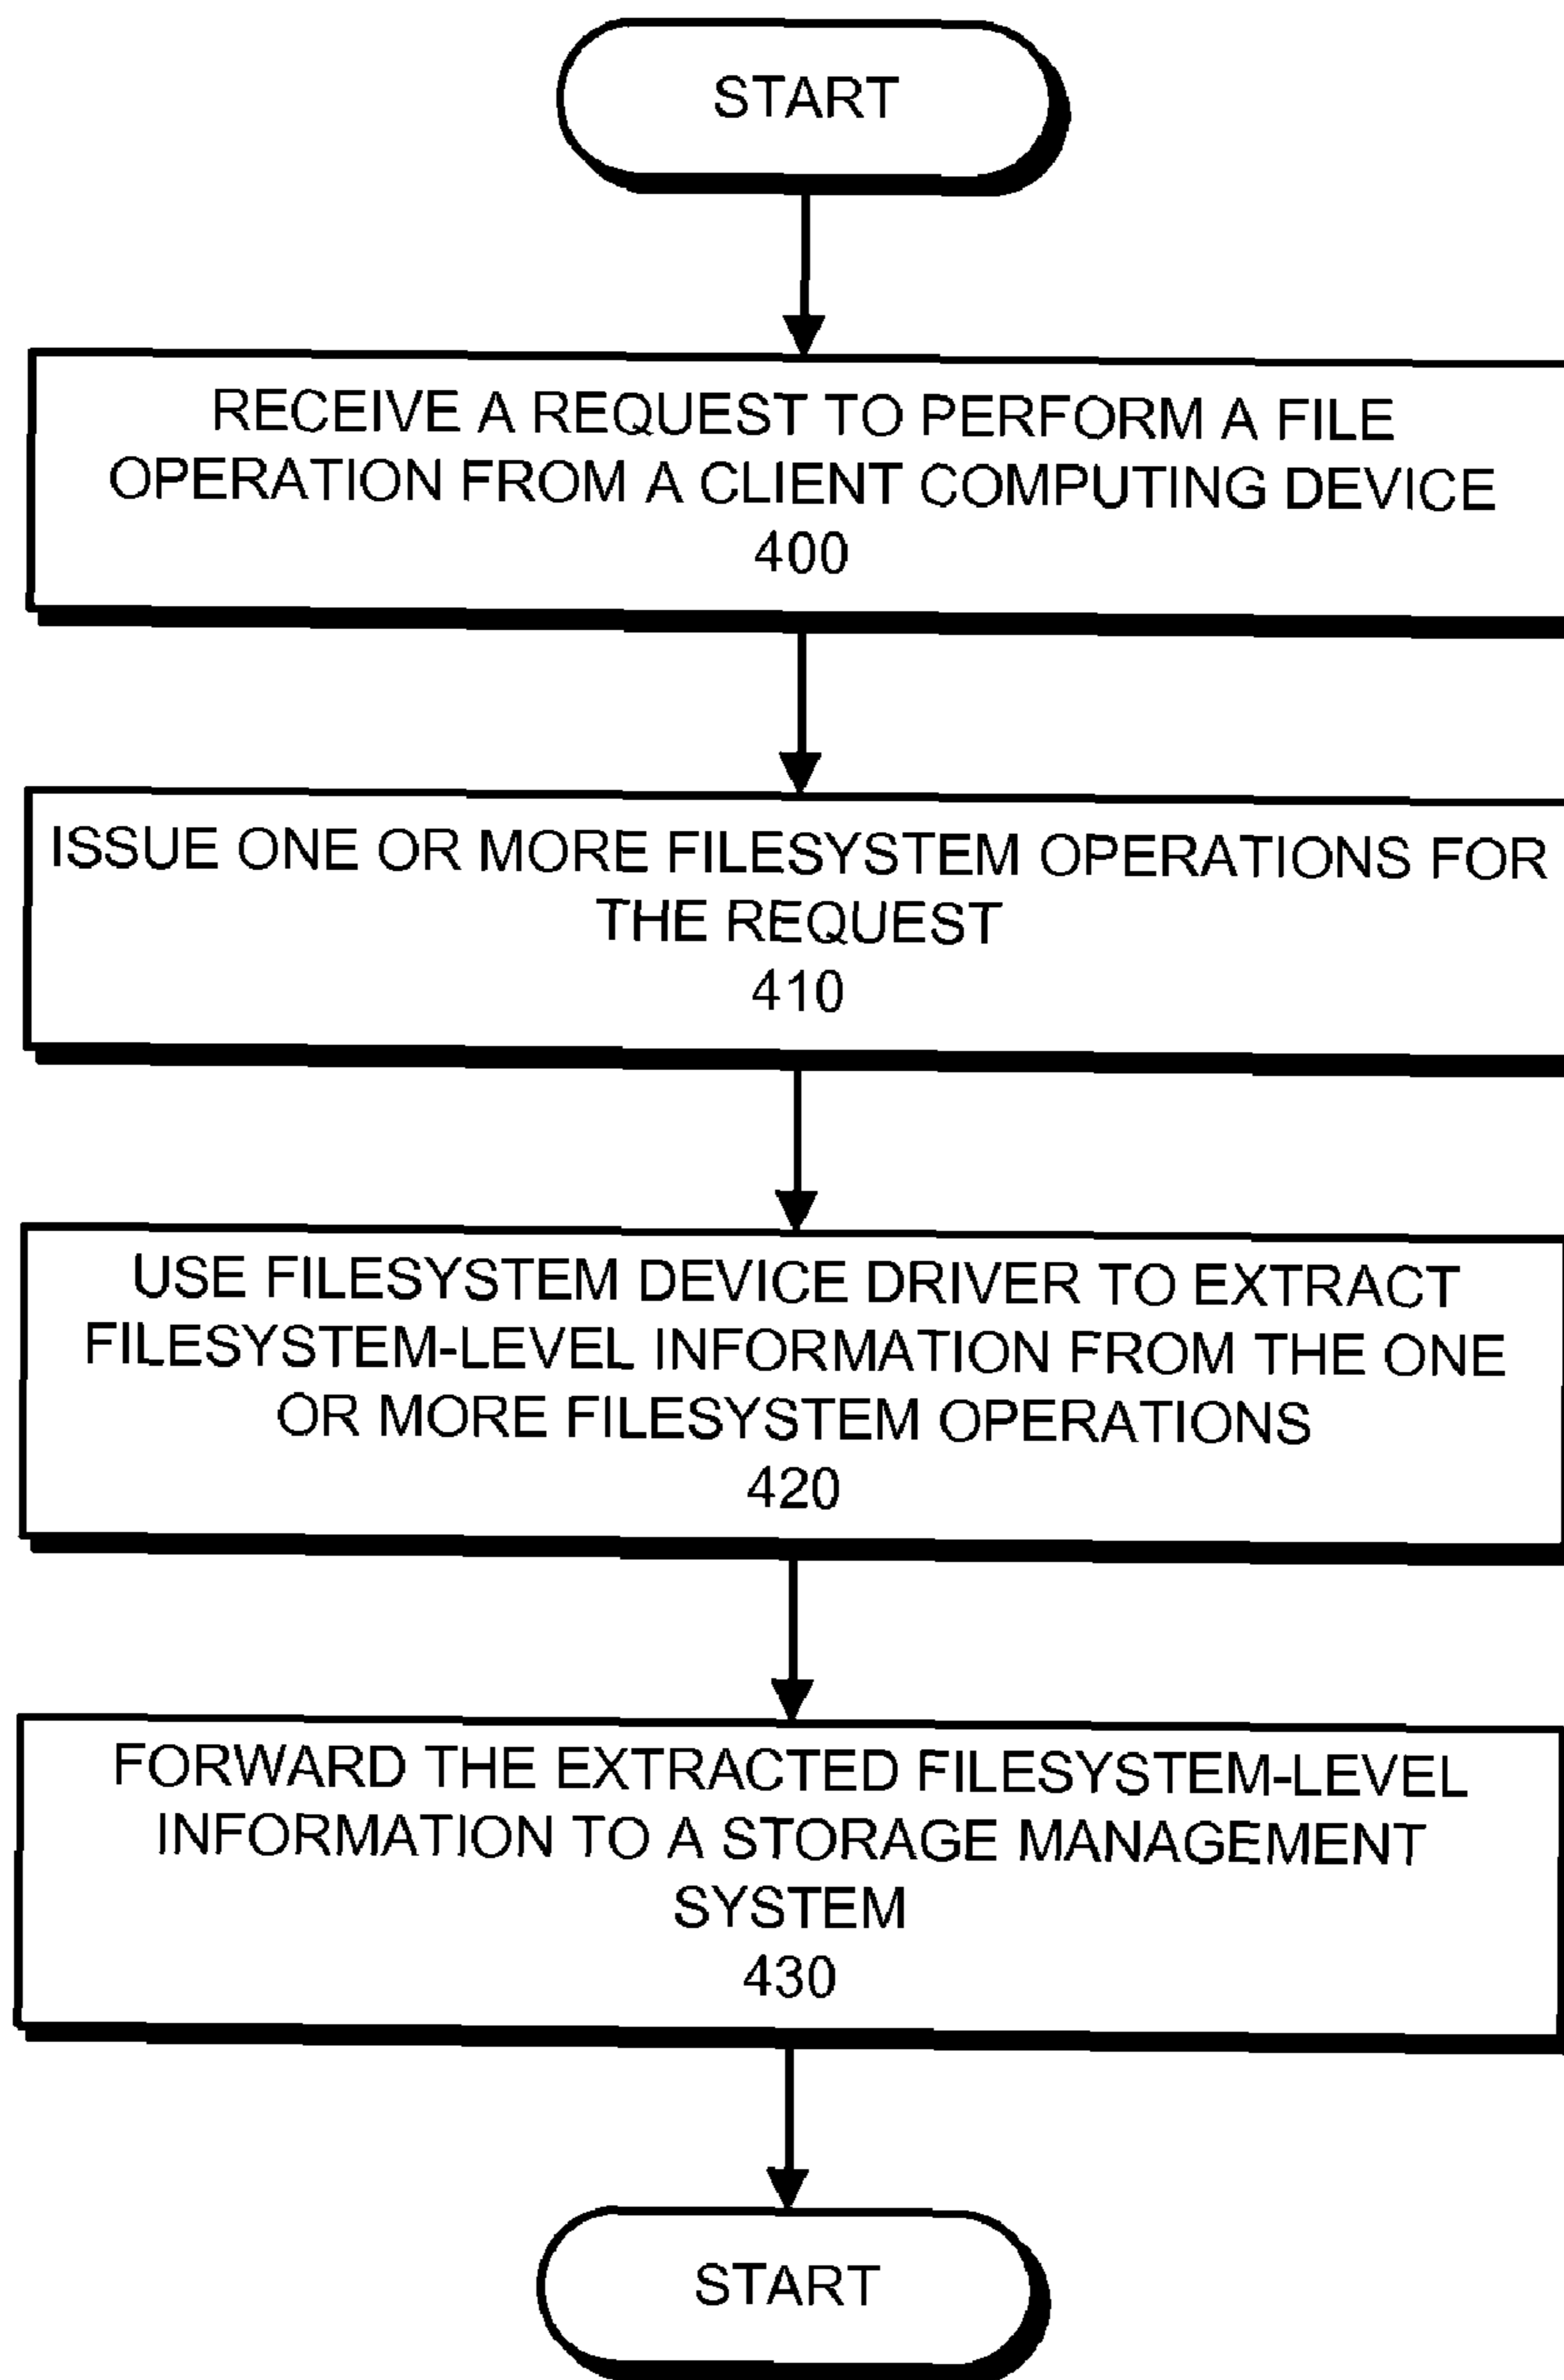 START
RECEIVE A REQUEST TO PERFORM A FILE
OPERATION FROM A CLIENT COMPUTING DEVICE
400
ISSUE ONE OR MORE FILESYSTEM OPERATIONS FOR
THE REQUEST
410
USE FILESYSTEM DEVICE DRIVER TO EXTRACT
FILESYSTEM-LEVEL INFORMATION FROM THE ONE
OR MORE FILESYSTEM OPERATIONS
420
FORWARD THE EXTRACTED FILESYSTEM-LEVEL
INFORMATION TO A STORAGE MANAGEMENT
SYSTEM
430
START